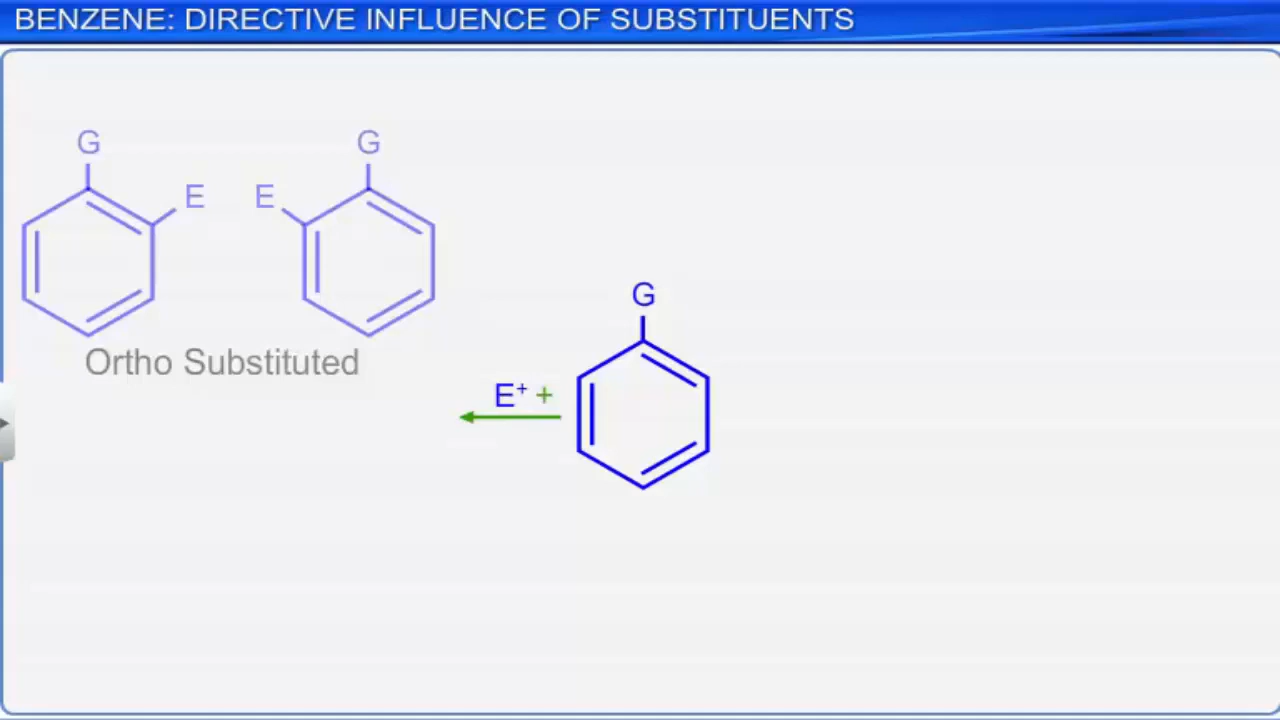 BENZENE: DIRECTIVE INFLUENCE OF SUBSTITUENTS
G G
E E
Ortho Substituted
G
E⁺ +